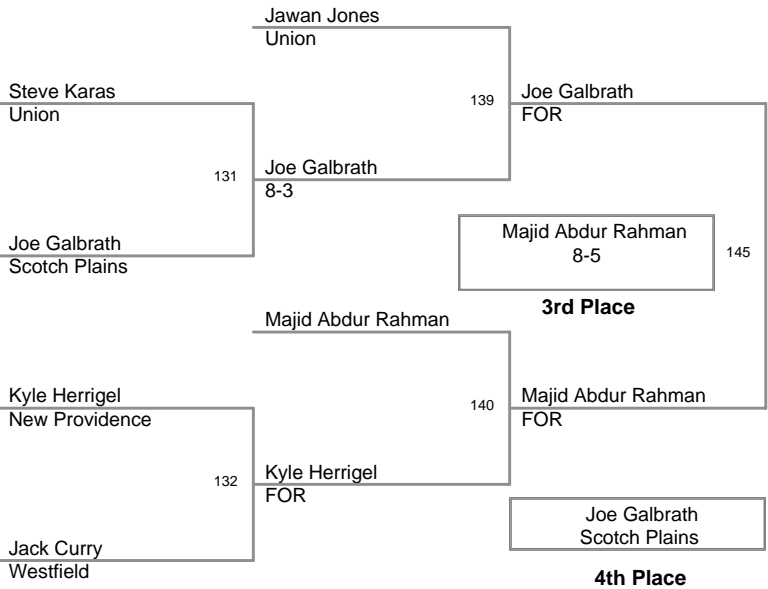 Jawan Jones
Union
Steve Karas
Union
139
Joe Galbrath
FOR
131
Joe Galbrath
8-3
Joe Galbrath
Scotch Plains
Majid Abdur Rahman
8-5
145
3rd Place
Majid Abdur Rahman
Kyle Herrigel
New Providence
140
Majid Abdur Rahman
FOR
132
Kyle Herrigel
FOR
Joe Galbrath
Scotch Plains
Jack Curry
Westfield
4th Place